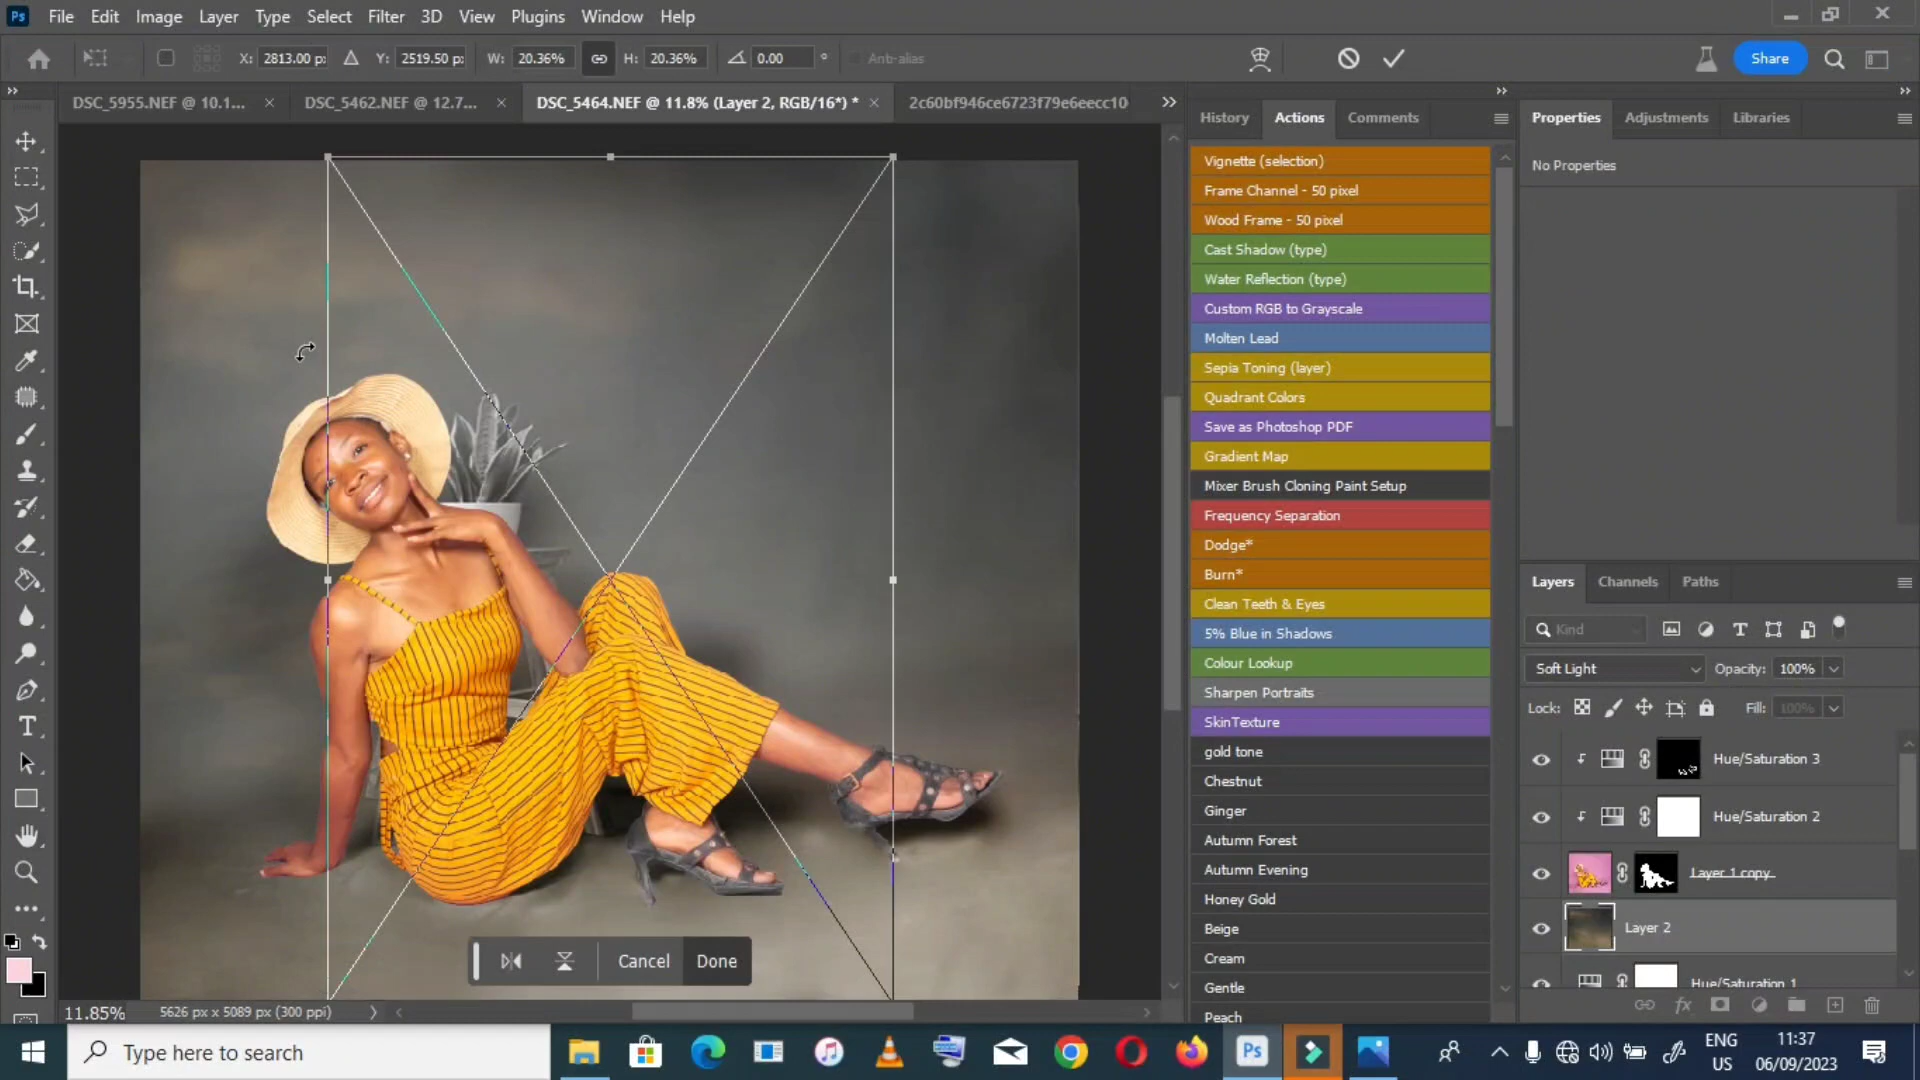 Ps File Edit Image Layer Type Select Filter 3D View Plugins Window Help
X: 2813.00 p: Y: 2519.50 p: W: 20.36% H: 20.36% 0.00 ° Anti-alias Share
DSC_5955.NEF @ 10.1... × DSC_5462.NEF @ 12.7... × DSC_5464.NEF @ 11.8% (Layer 2, RGB/16*) * × 2c60bf946ce6723f79e6eecc10
History Actions Comments
Properties Adjustments Libraries
No Properties
Vignette (selection)
Frame Channel - 50 pixel
Wood Frame - 50 pixel
Cast Shadow (type)
Water Reflection (type)
Custom RGB to Grayscale
Molten Lead
Sepia Toning (layer)
Quadrant Colors
Save as Photoshop PDF
Gradient Map
Mixer Brush Cloning Paint Setup
Frequency Separation
Dodge*
Burn*
Clean Teeth & Eyes
5% Blue in Shadows
Colour Lookup
Sharpen Portraits
SkinTexture
gold tone
Chestnut
Ginger
Autumn Forest
Autumn Evening
Honey Gold
Beige
Cream
Gentle
Peach
Layers Channels Paths
Kind
Soft Light Opacity: 100%
Lock: Fill: 100%
Hue/Saturation 3
Hue/Saturation 2
Layer 1 copy
Layer 2
Hue/Saturation 1
Cancel Done
11.85% 5626 px x 5089 px (300 ppi)
Type here to search
Ps
ENG
US
11:37
06/09/2023